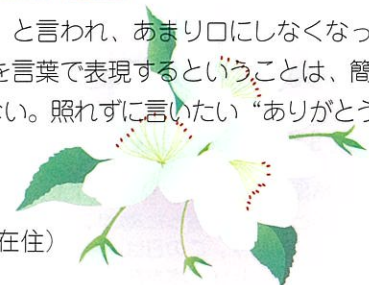 と言われ、あまり口にしなくなっ
を言葉で表現するということは、簡
ない。照れずに言いたい“ありがとう
在住）